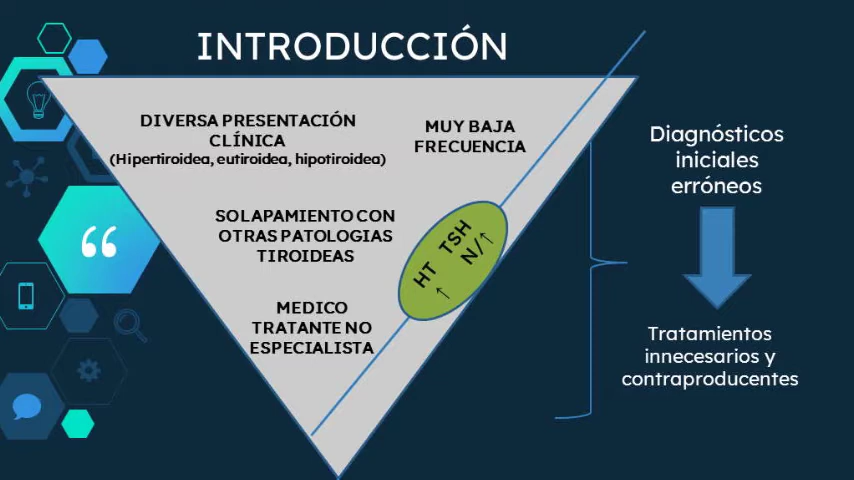 INTRODUCCIÓN
DIVERSA PRESENTACIÓN
CLÍNICA
(Hipertiroidea, eutiroidea, hipotiroidea)
MUY BAJA
FRECUENCIA
SOLAPAMIENTO CON
OTRAS PATOLOGIAS
TIROIDEAS
MEDICO
TRATANTE NO
ESPECIALISTA
HT TSH
↑ N/↑
Diagnósticos
iniciales
erróneos
Tratamientos
innecesarios y
contraproducentes
“